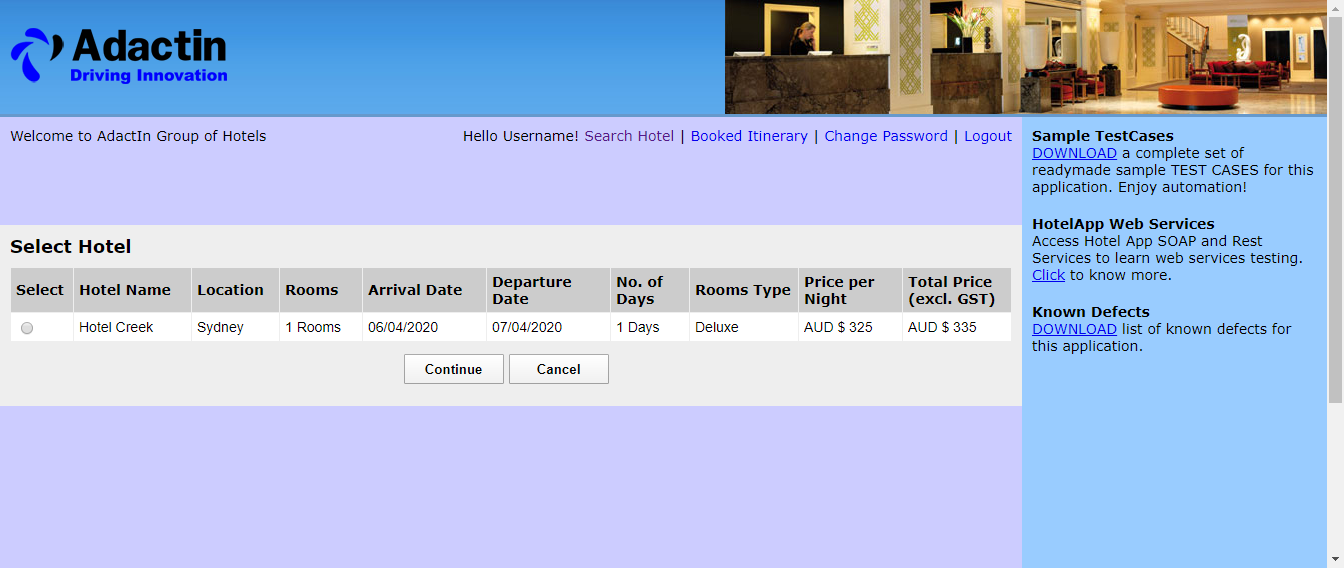 Adactin
Driving Innovation
Welcome to AdactIn Group of Hotels
Hello Username! Search Hotel | Booked Itinerary | Change Password | Logout
Select Hotel
Select Hotel Name Location Rooms Arrival Date Departure Date No. of Days Rooms Type Price per Night Total Price (excl. GST)
Hotel Creek Sydney 1 Rooms 06/04/2020 07/04/2020 1 Days Deluxe AUD $ 325 AUD $ 335
Continue Cancel
Sample TestCases
DOWNLOAD a complete set of
readymade sample TEST CASES for this
application. Enjoy automation!
HotelApp Web Services
Access Hotel App SOAP and Rest
Services to learn web services testing.
Click to know more.
Known Defects
DOWNLOAD list of known defects for
this application.